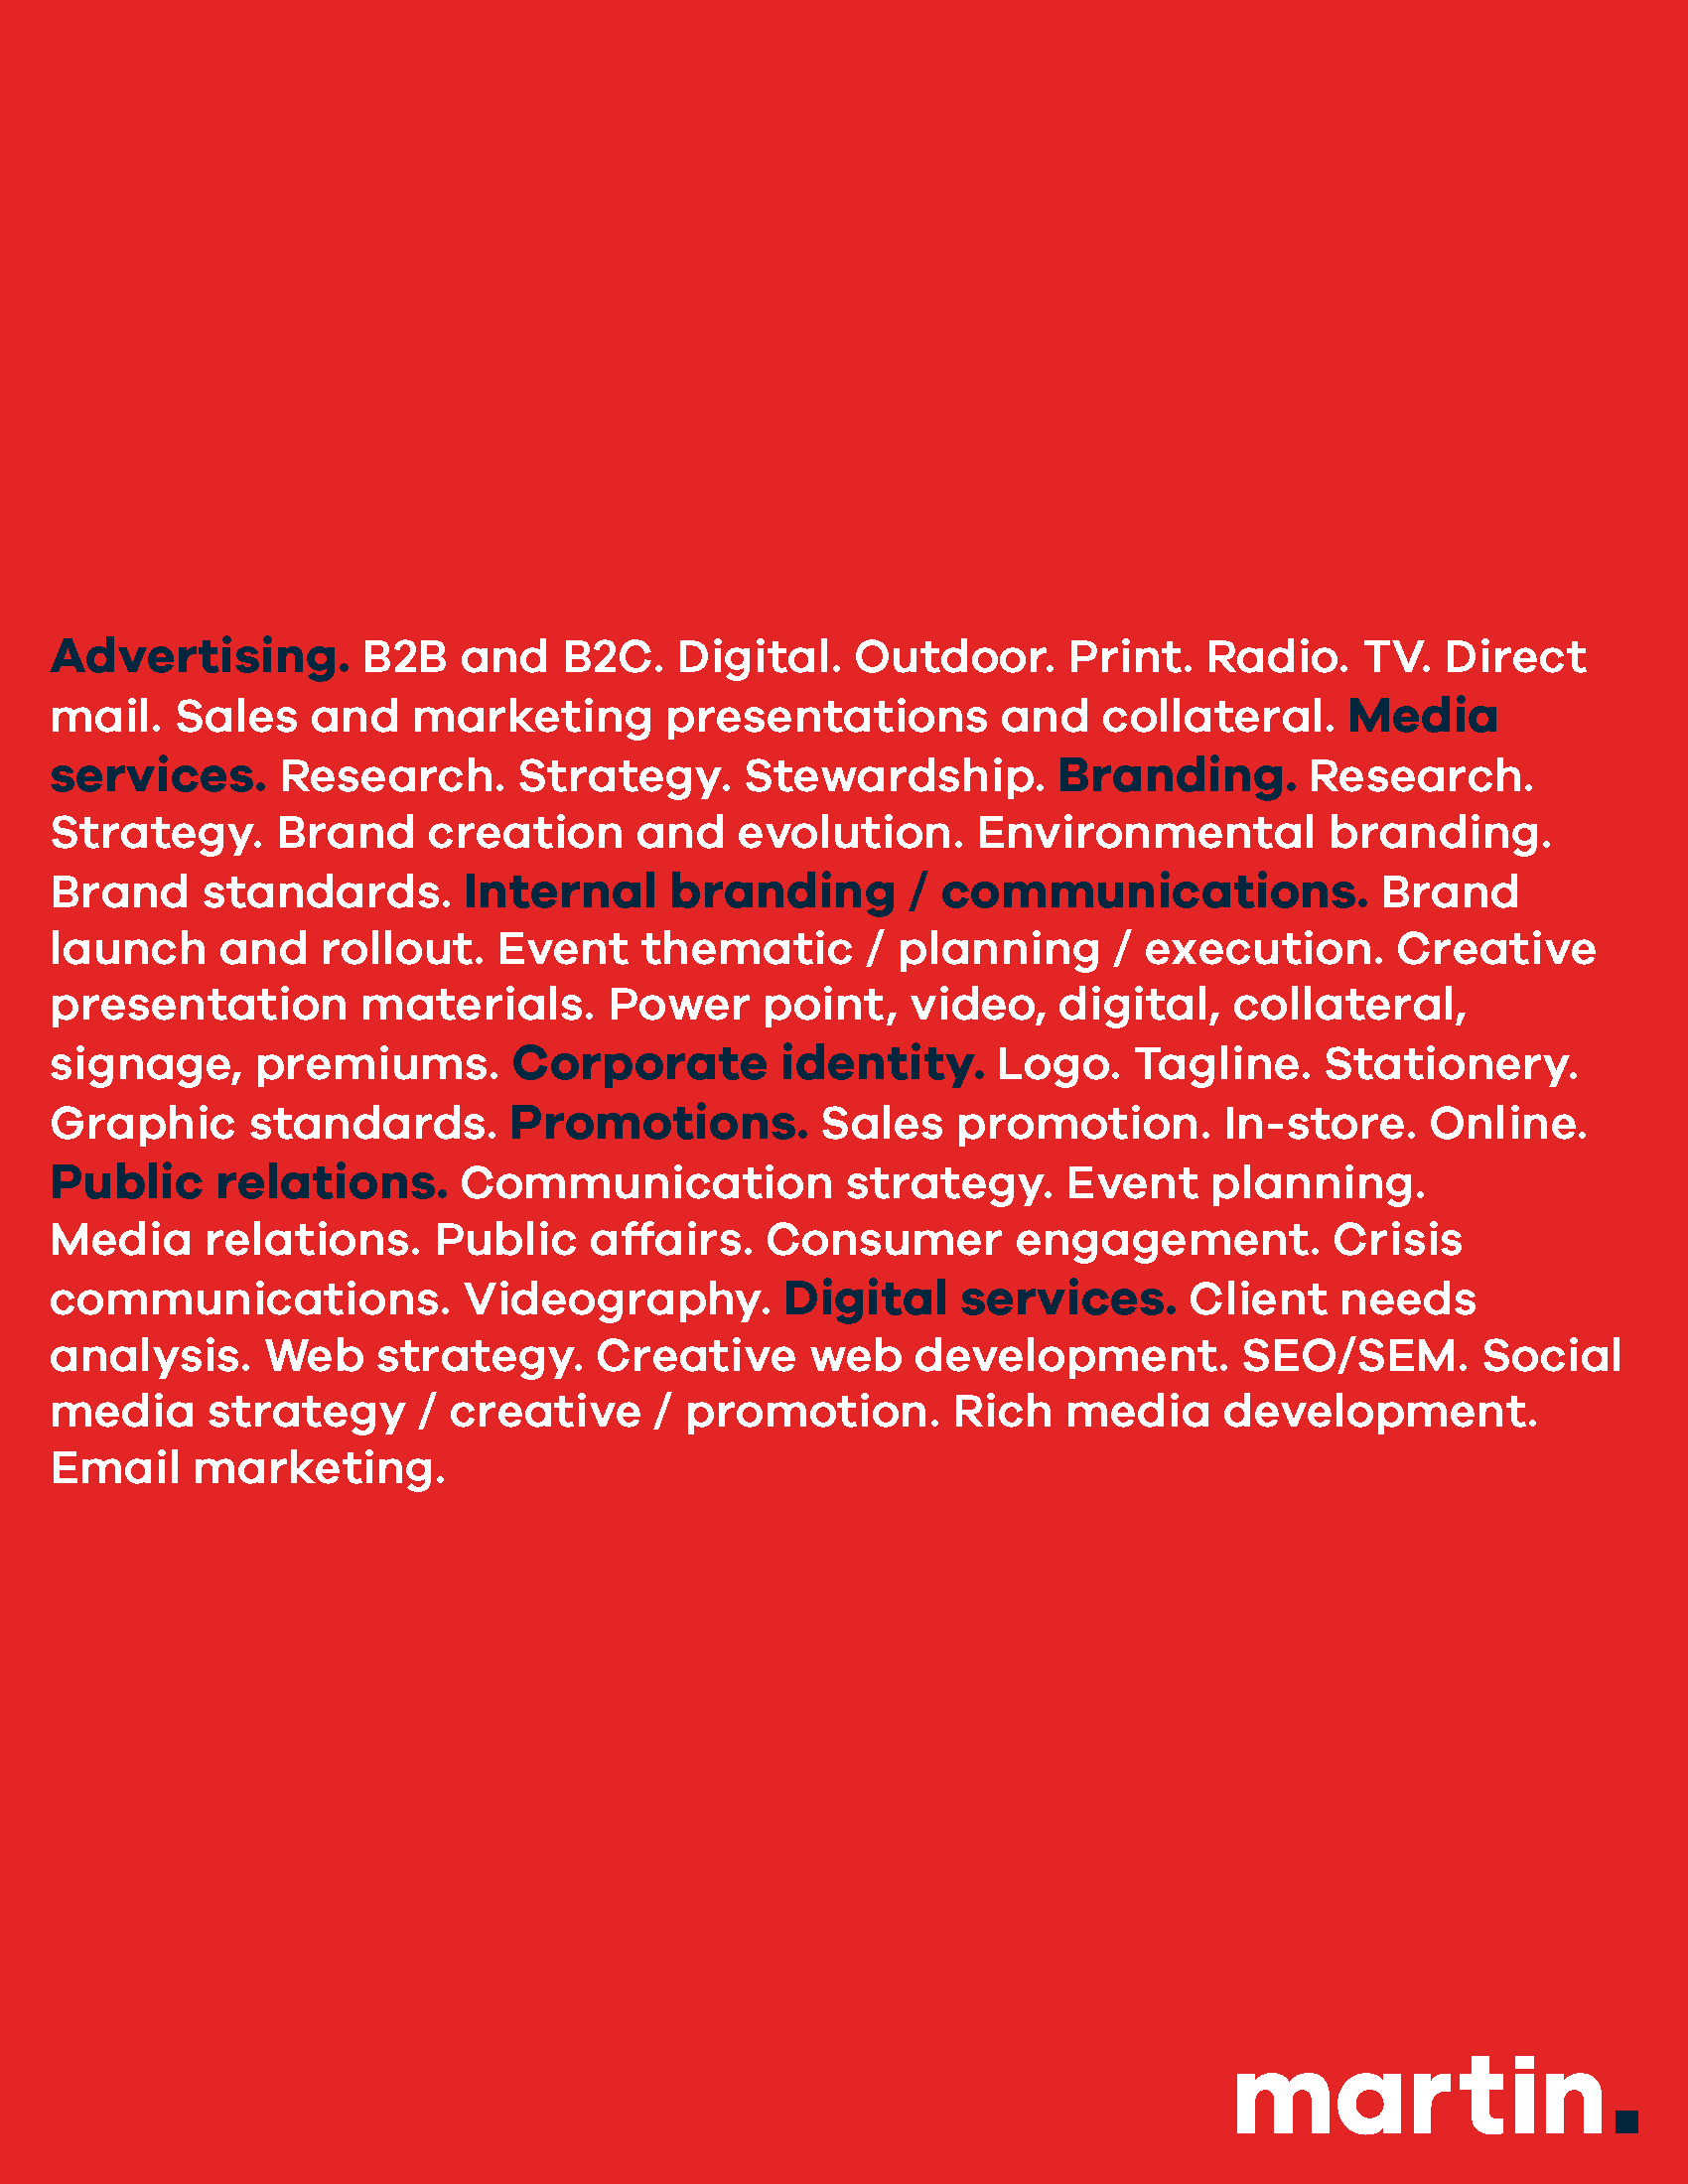 Advertising. B2B and B2C. Digital. Outdoor. Print. Radio. TV. Direct
mail. Sales and marketing presentations and collateral. Media
services. Research. Strategy. Stewardship. Branding. Research.
Strategy. Brand creation and evolution. Environmental branding.
Brand standards. Internal branding / communications. Brand
launch and rollout. Event thematic / planning / execution. Creative
presentation materials. Power point, video, digital, collateral,
signage, premiums. Corporate identity. Logo. Tagline. Stationery.
Graphic standards. Promotions. Sales promotion. In-store. Online.
Public relations. Communication strategy. Event planning.
Media relations. Public affairs. Consumer engagement. Crisis
communications. Videography. Digital services. Client needs
analysis. Web strategy. Creative web development. SEO/SEM. Social
media strategy / creative / promotion. Rich media development.
Email marketing.
martin.